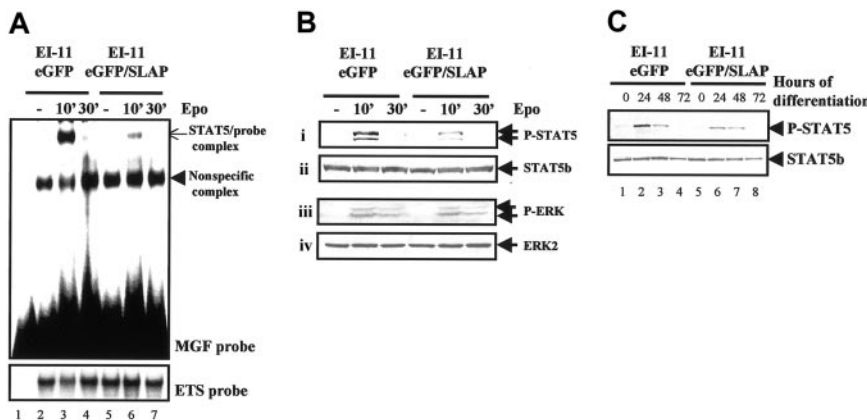 A
EI-11 EI-11
eGFP eGFP/SLAP
- 10' 30' - 10' 30' Epo
STAT5/probe
complex
Nonspecific
complex
MGF probe
ETS probe
1 2 3 4 5 6 7
B
EI-11 EI-11
eGFP eGFP/SLAP
- 10' 30' - 10' 30' Epo
i P-STAT5
ii STAT5b
iii P-ERK
iv ERK2
C
EI-11 EI-11
eGFP eGFP/SLAP
Hours of
0 24 48 72 0 24 48 72 differentiation
P-STAT5
STAT5b
1 2 3 4 5 6 7 8